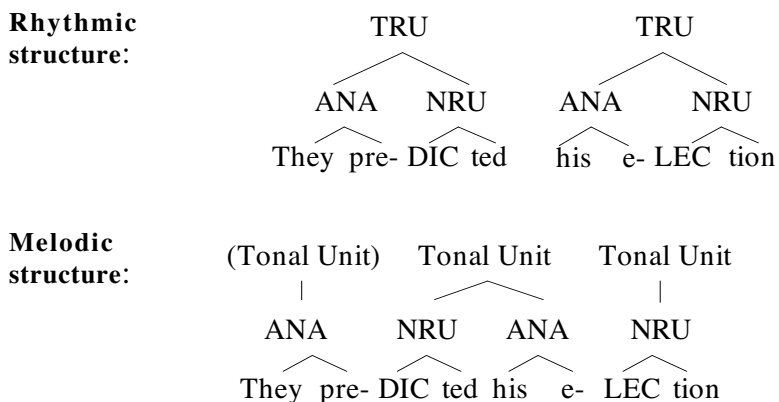 Rhythmic structure:
TRU TRU
ANA NRU ANA NRU
They pre- DIC ted his e- LEC tion
Melodic structure:
(Tonal Unit) Tonal Unit Tonal Unit
ANA NRU ANA NRU
They pre- DIC ted his e- LEC tion